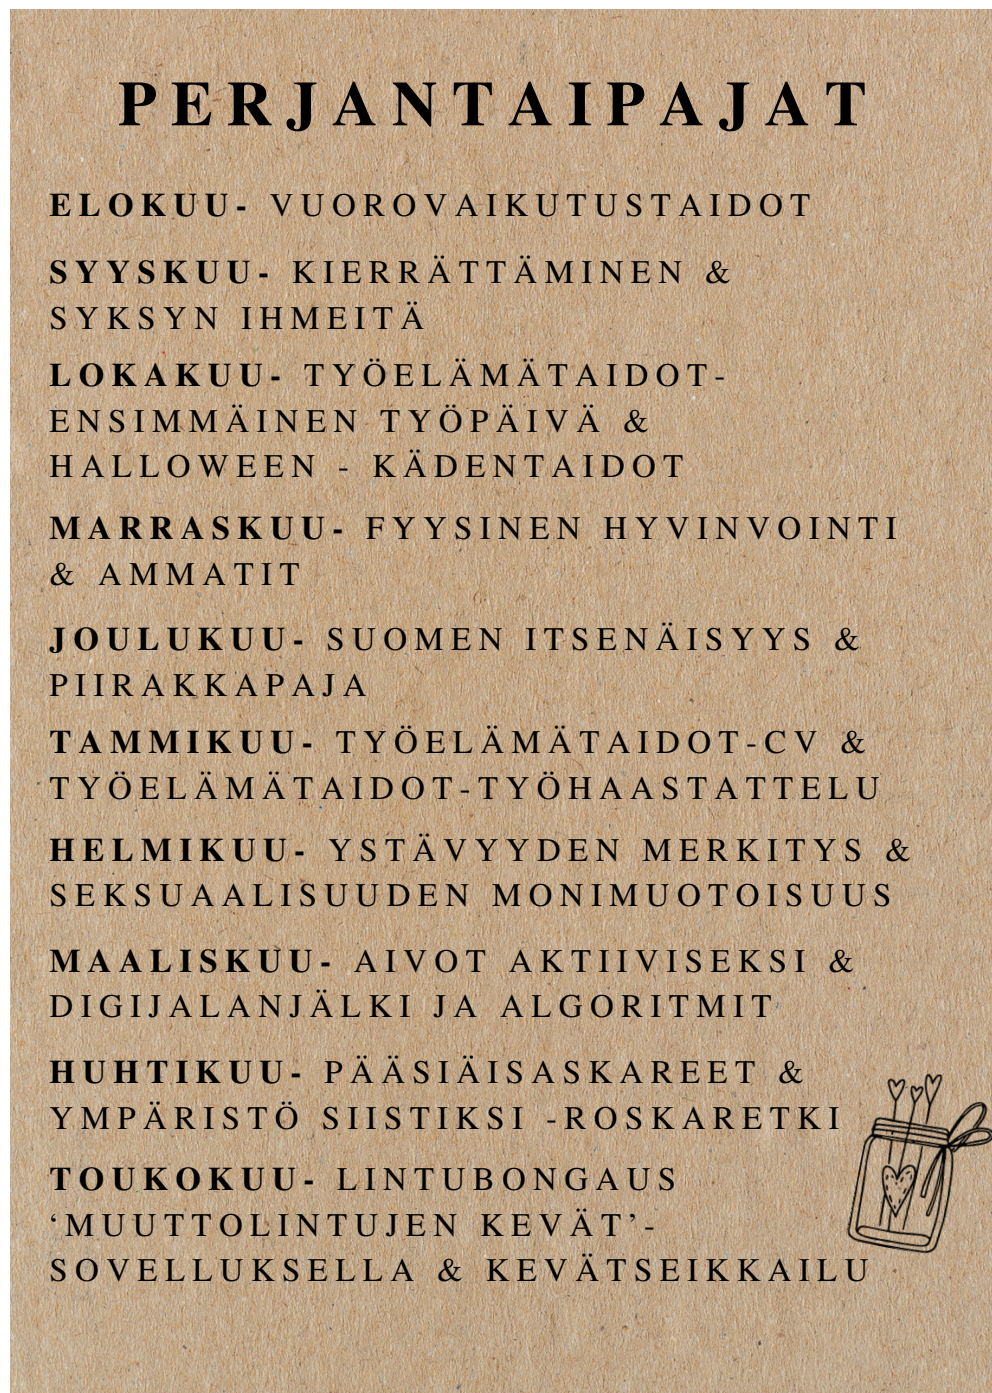 PERJANTAIPAJAT
ELOKUU- VUOROVAIKUTUSTAIDOT
SYYSKUU- KIERRÄTTÄMINEN &
SYKSYN IHMEITÄ
LOKAKUU- TYÖELÄMÄTAIDOT-
ENSIMMÄINEN TYÖPÄIVÄ &
HALLOWEEN - KÄDENTAIDOT
MARRASKUU- FYYSINEN HYVINVOINTI
& AMMATIT
JOULUKUU- SUOMEN ITSENÄISYYS &
PIIRAKKAPAJA
TAMMIKUU- TYÖELÄMÄTAIDOT-CV &
TYÖELÄMÄTAIDOT-TYÖHAASTATTELU
HELMIKUU- YSTÄVYYDEN MERKITYS &
SEKSUAALISUUDEN MONIMUOTOISUUS
MAALISKUU- AIVOT AKTIIVISEKSI &
DIGIJALANJÄLKI JA ALGORITMIT
HUHTIKUU- PÄÄSIÄISASKAREET &
YMPÄRISTÖ SIISTIKSI -ROSKARETKI
TOUKOKUU- LINTUBONGAUS
‘MUUTTOLINTUJEN KEVÄT’-
SOVELLUKSELLA & KEVÄTSEIKKAILU